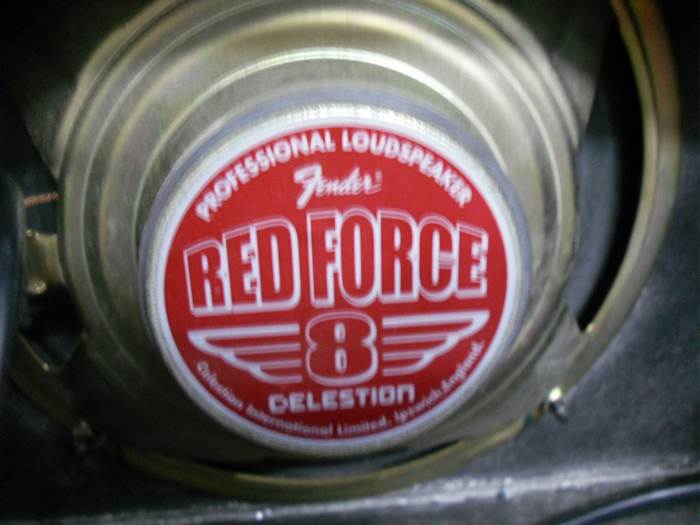 PROFESSIONAL LOUDSPEAKER
Fender
RED FORCE
8
CELESTION
Celestion International Limited, Ipswich, England.